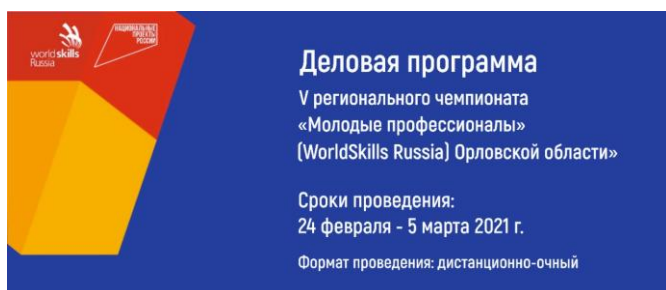 worldskills
Russia
НАЦИОНАЛЬНЫЕ
ПРОЕКТЫ
РОССИИ
Деловая программа
V регионального чемпионата
«Молодые профессионалы»
(WorldSkills Russia) Орловской области»
Сроки проведения:
24 февраля - 5 марта 2021 г.
Формат проведения: дистанционно-очный